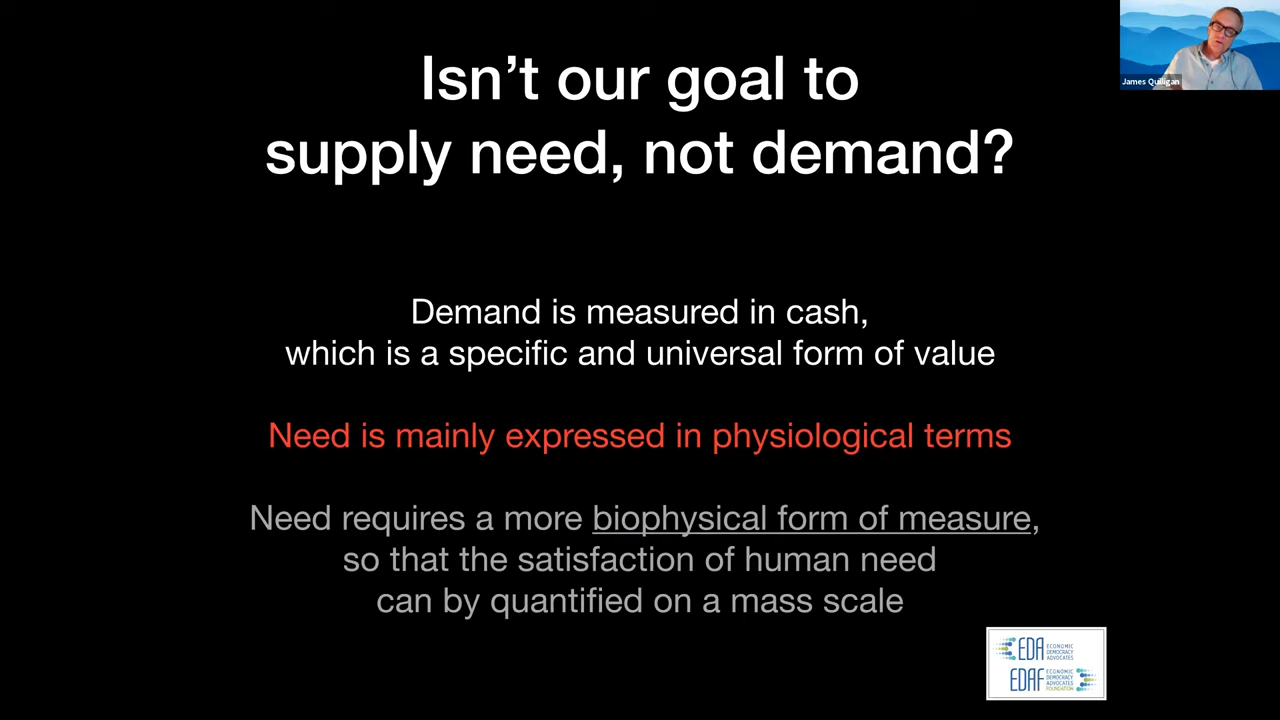 Isn’t our goal to
supply need, not demand?
James Quilligan
Demand is measured in cash,
which is a specific and universal form of value
Need is mainly expressed in physiological terms
Need requires a more biophysical form of measure,
so that the satisfaction of human need
can by quantified on a mass scale
EDA ECONOMIC
DEMOCRACY
ADVOCATES
EDAF ECONOMIC
DEMOCRACY
ADVOCATES
FOUNDATION